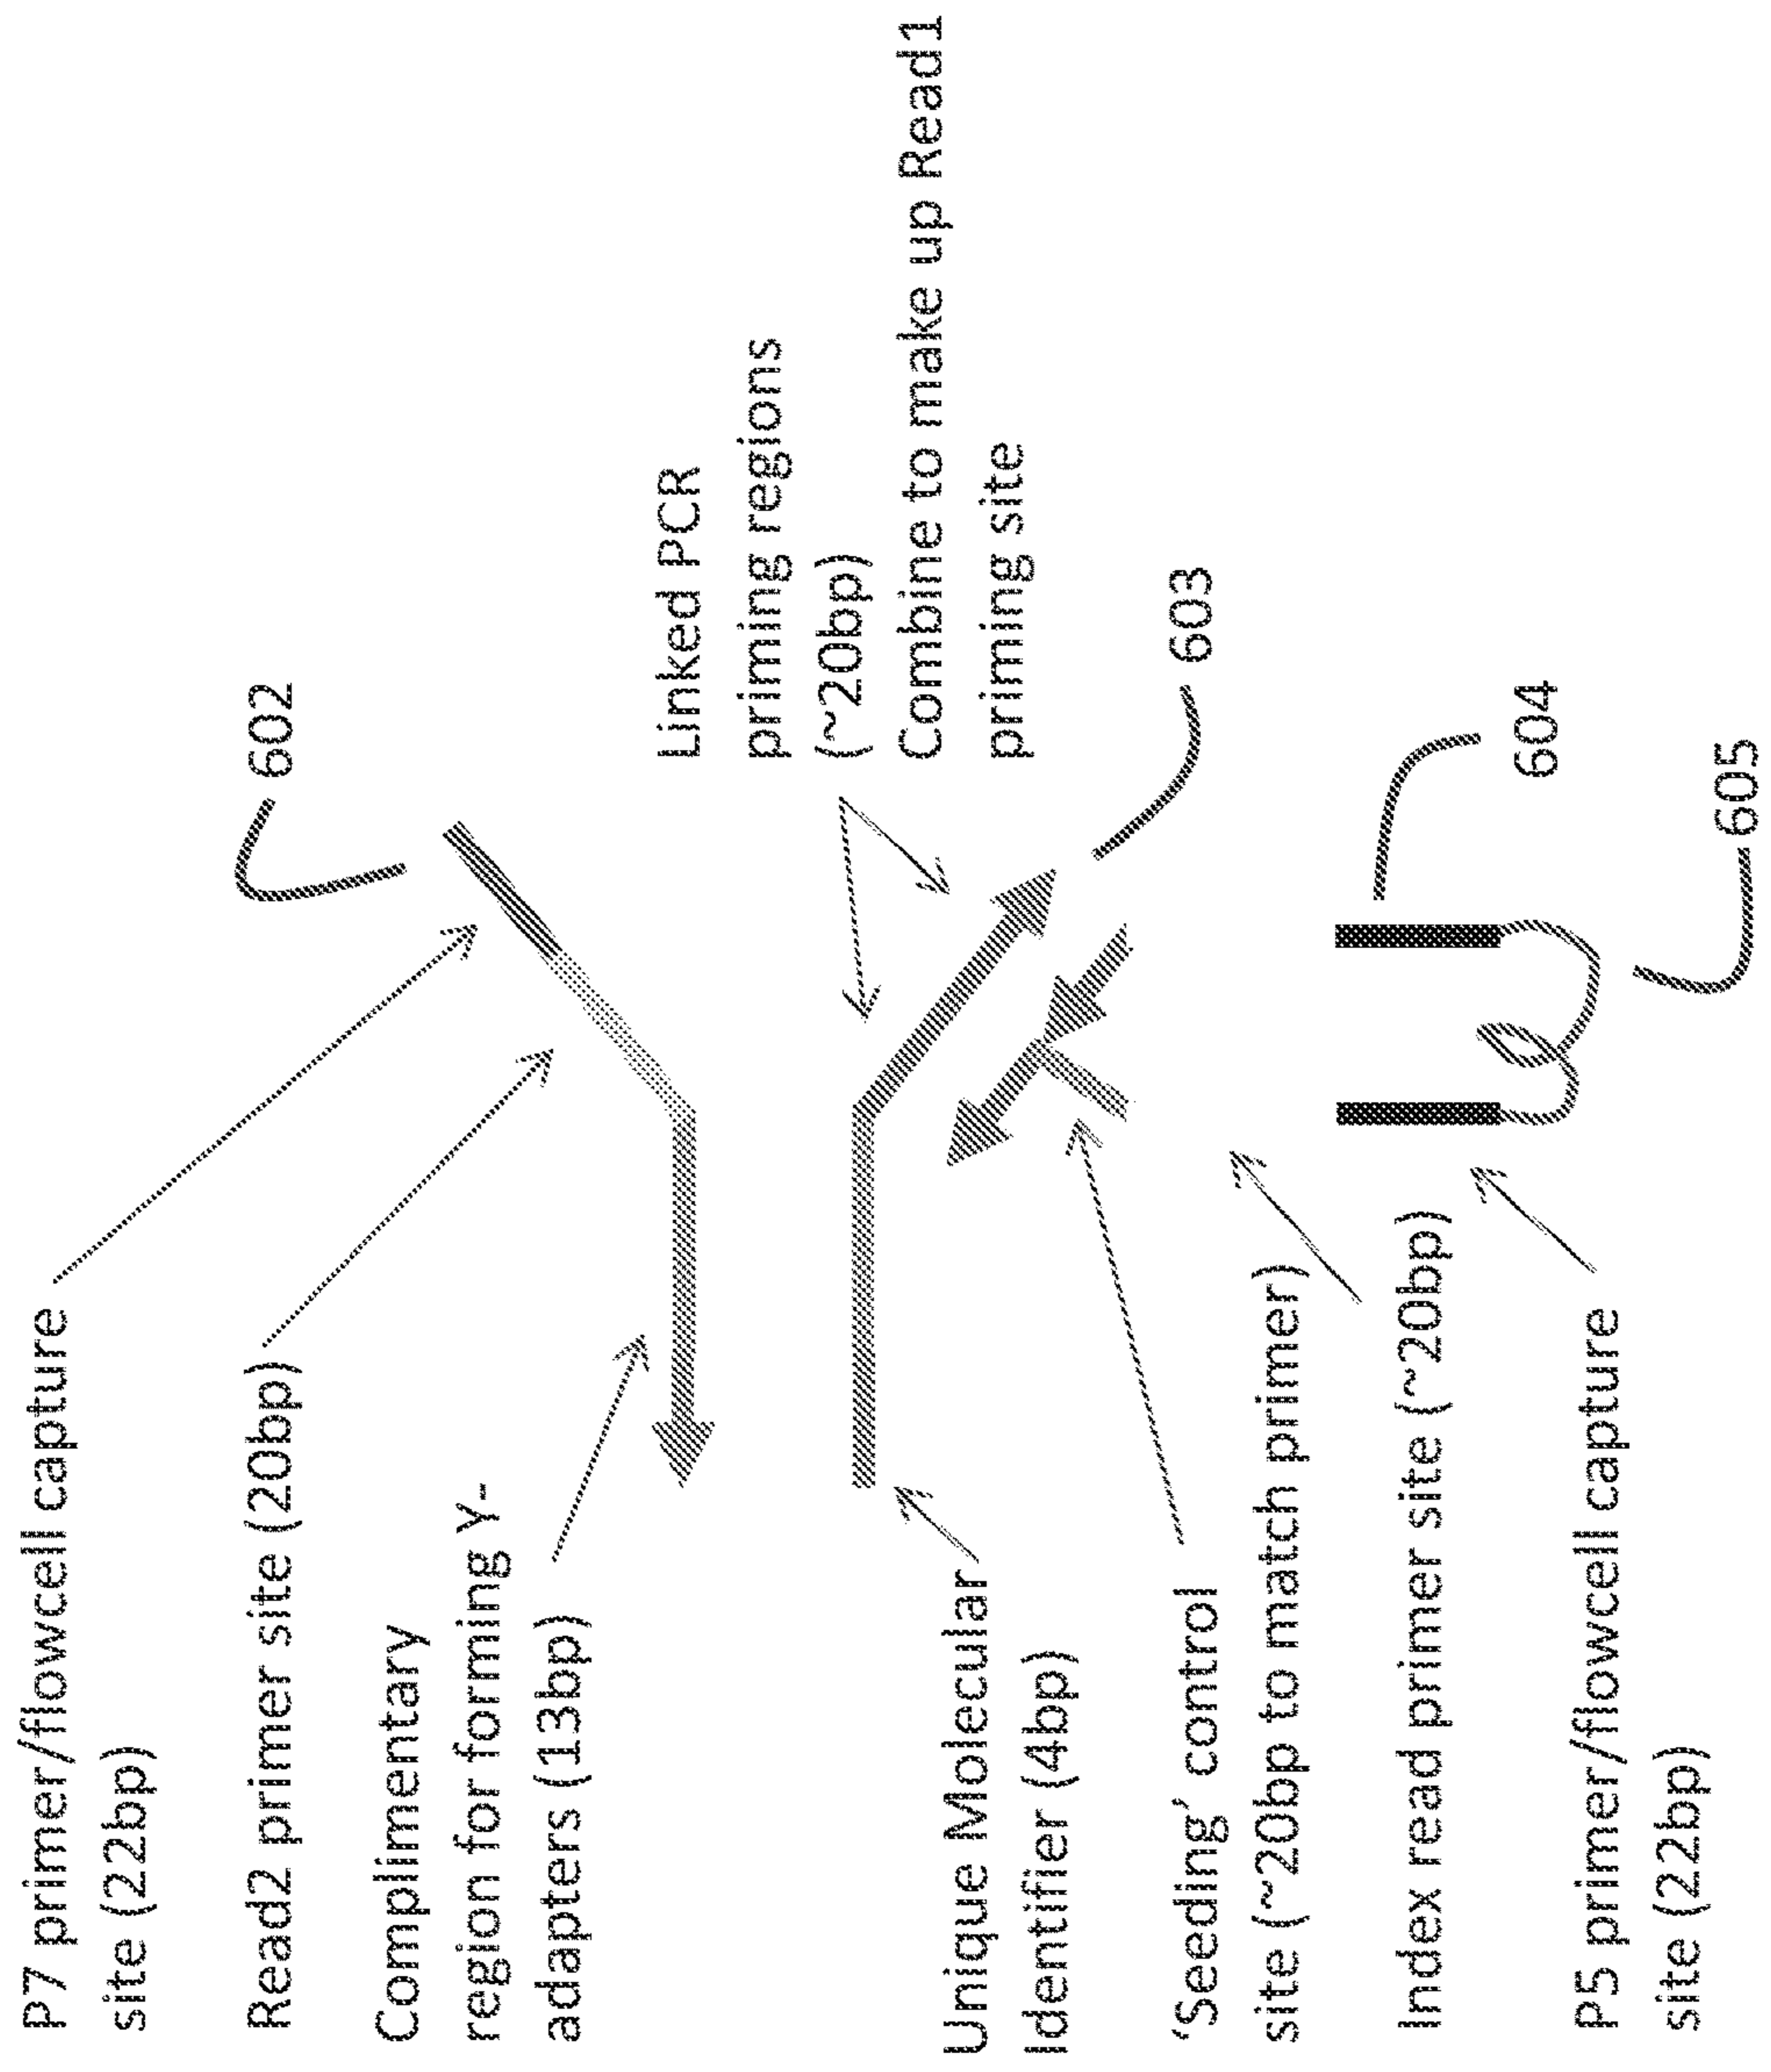 P7 primer/flowcell capture
site (22bp)
Read2 primer site (20bp)
Complimentary
region for forming Y-
adapters (13bp)
Unique Molecular
Identifier (4bp)
‘Seeding’ control
site (~20bp to match primer)
Index read primer site (~20bp)
P5 primer/flowcell capture
site (22bp)
602
Linked PCR
priming regions
(~20bp)
Combine to make up Read1
priming site
603
604
605